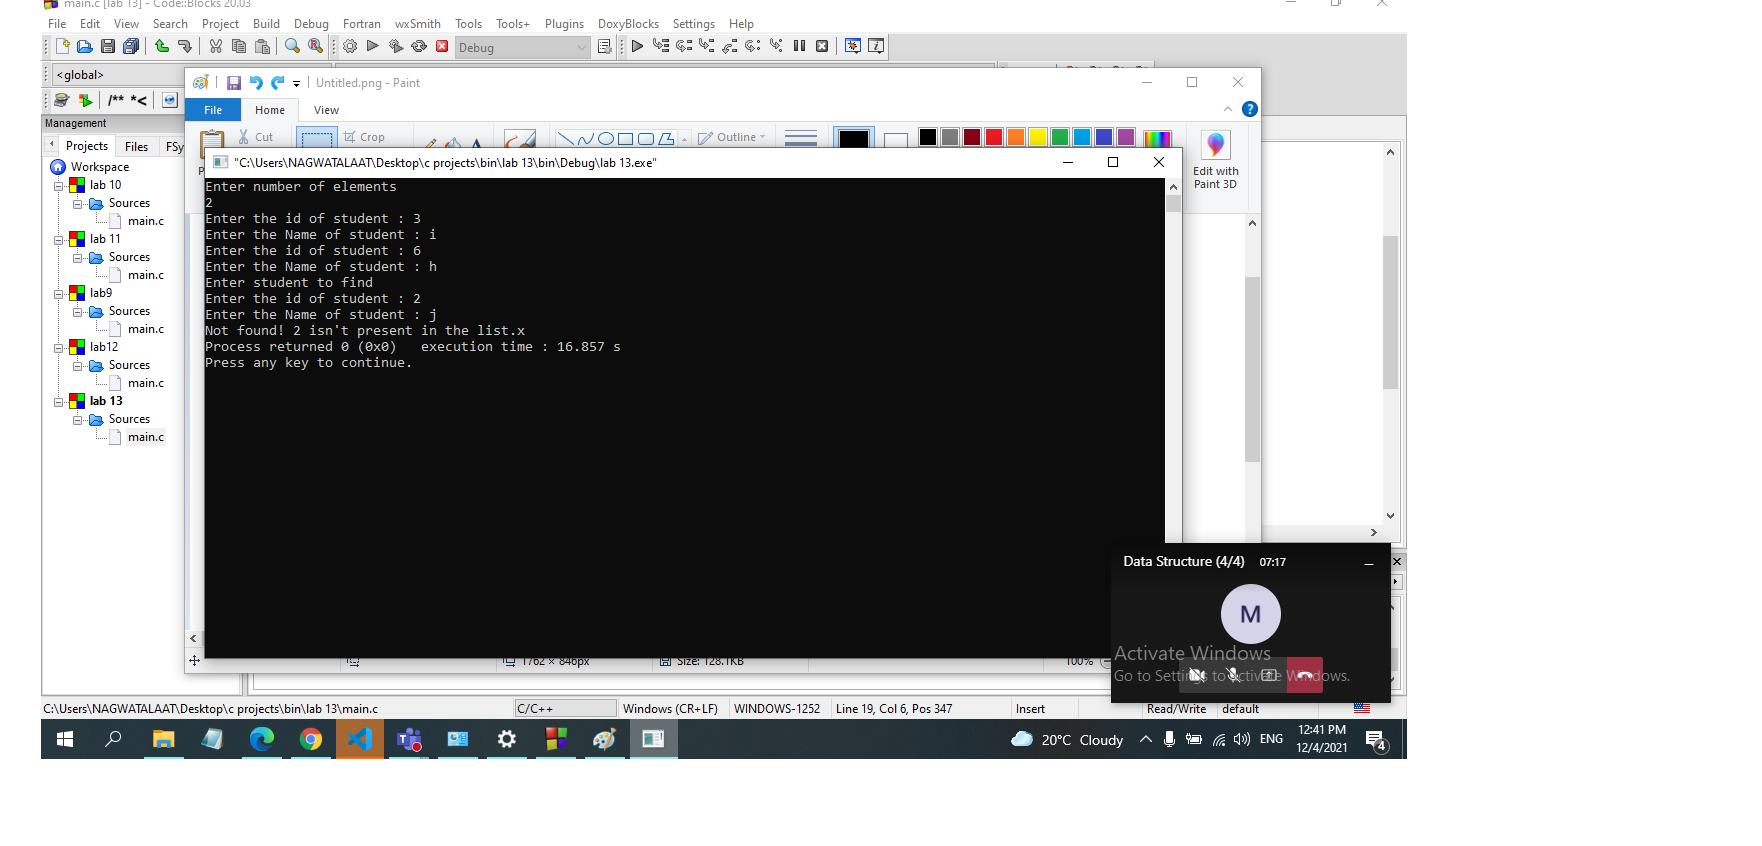 main.c [lab 13] - Code::Blocks 20.03
File Edit View Search Project Build Debug Fortran wxSmith Tools Tools+ Plugins DoxyBlocks Settings Help
Debug
<global>
Untitled.png - Paint
/** *<
File Home View
Management
Cut
Crop
Outline
Projects Files FSy
"C:\Users\NAGWATALAAT\Desktop\c projects\bin\lab 13\bin\Debug\lab 13.exe"
Edit with
Paint 3D
Workspace
lab 10
Sources
main.c
lab 11
Sources
main.c
lab9
Sources
main.c
lab12
Sources
main.c
lab 13
Sources
main.c
Enter number of elements
2
Enter the id of student : 3
Enter the Name of student : i
Enter the id of student : 6
Enter the Name of student : h
Enter student to find
Enter the id of student : 2
Enter the Name of student : j
Not found! 2 isn't present in the list.x
Process returned 0 (0x0)   execution time : 16.857 s
Press any key to continue.
Data Structure (4/4) 07:17
M
Activate Windows
Go to Settings to activate Windows.
1762 × 846px
Size: 128.1KB
100%
C:\Users\NAGWATALAAT\Desktop\c projects\bin\lab 13\main.c
C/C++
Windows (CR+LF)
WINDOWS-1252
Line 19, Col 6, Pos 347
Insert
Read/Write
default
20°C Cloudy
ENG
12:41 PM
12/4/2021
4